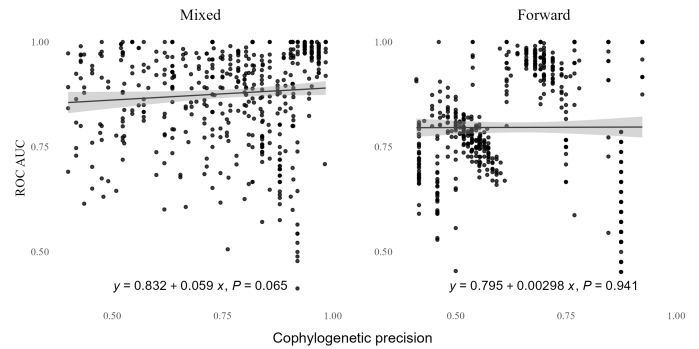 Mixed
Forward
ROC AUC
1.00
0.75
0.50
1.00
0.75
0.50
y = 0.832 + 0.059 x, P = 0.065
y = 0.795 + 0.00298 x, P = 0.941
0.50 0.75 1.00
0.50 0.75 1.00
Cophylogenetic precision